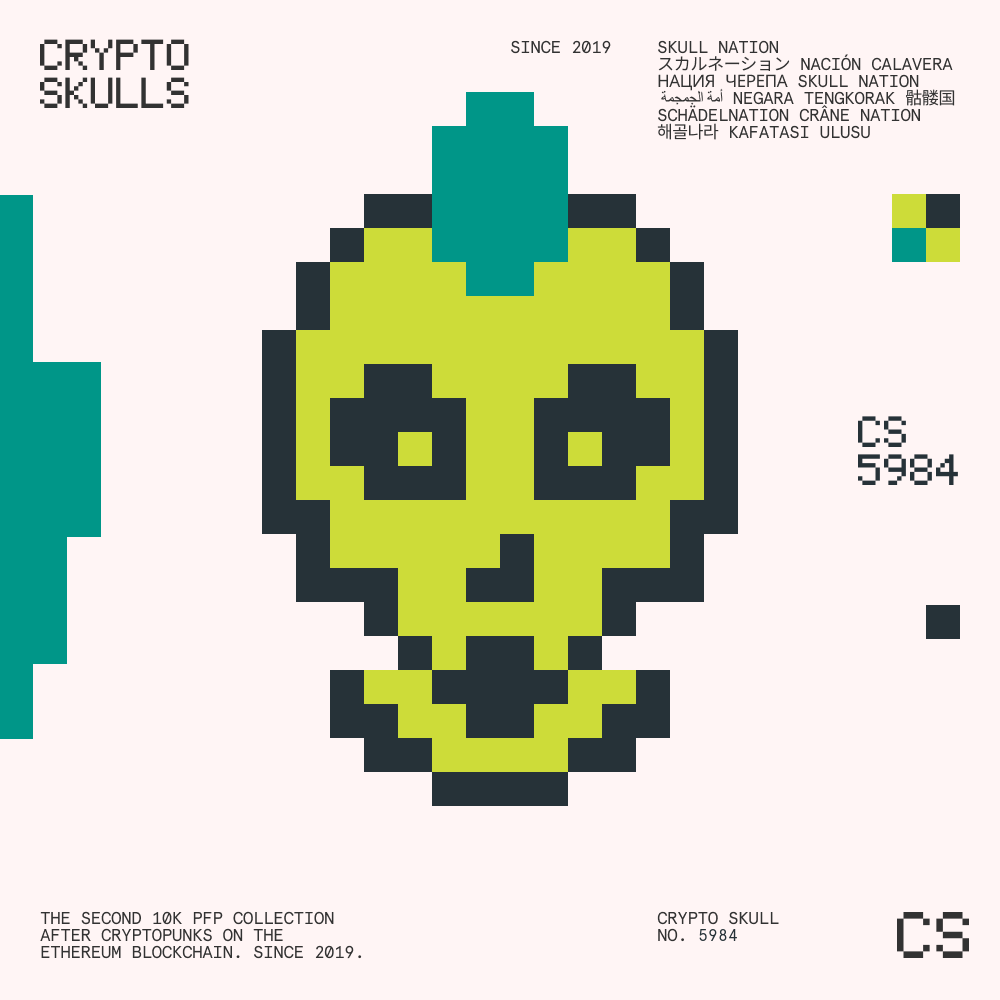 CRYPTO
SKULLS
SINCE 2019
SKULL NATION
スカルネーション NACIÓN CALAVERA
НАЦИЯ ЧЕРЕПА SKULL NATION
أمة الجمجمة NEGARA TENGKORAK 骷髅国
SCHÄDELNATION CRÂNE NATION
해골나라 KAFATASI ULUSU
CS
5984
THE SECOND 10K PFP COLLECTION
AFTER CRYPTOPUNKS ON THE
ETHEREUM BLOCKCHAIN. SINCE 2019.
CRYPTO SKULL
NO. 5984
CS